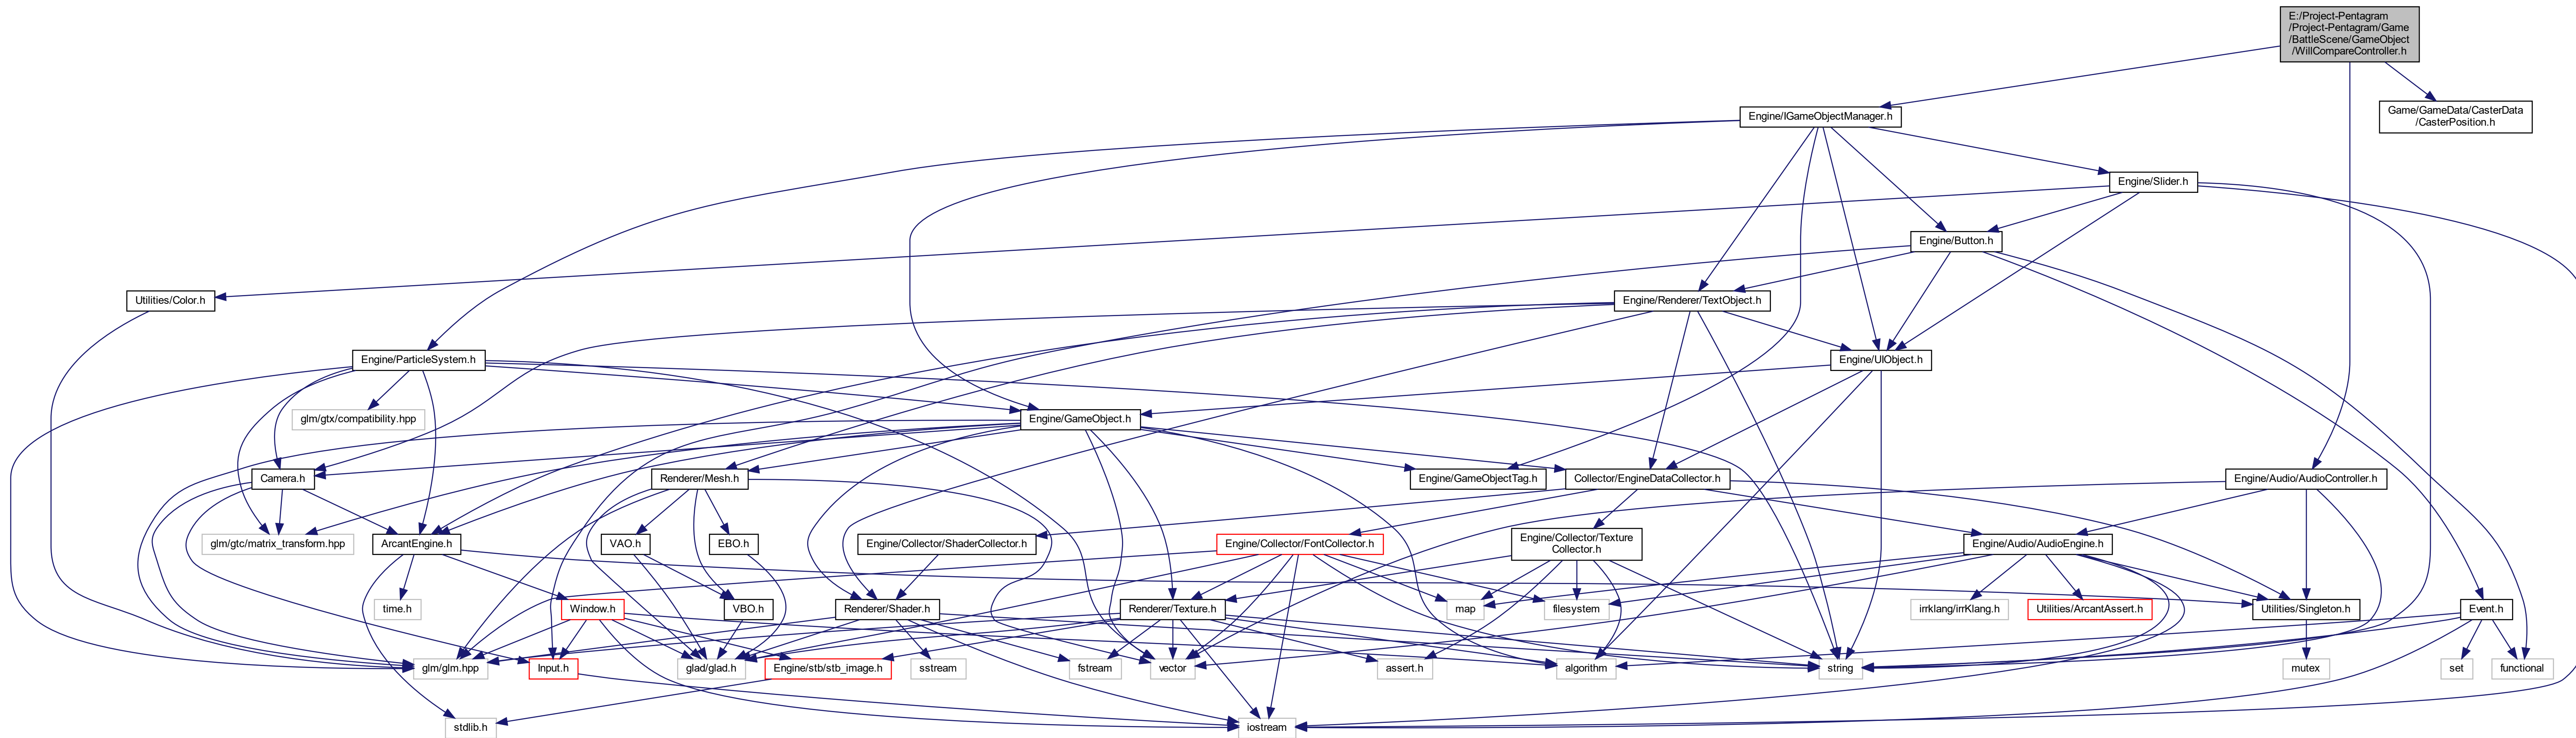 E:/Project-Pentagram
/Project-Pentagram/Game
/BattleScene/GameObject
/WillCompareController.h
Engine/IGameObjectManager.h
Game/GameData/CasterData
/CasterPosition.h
Engine/Slider.h
Engine/Button.h
Utilities/Color.h
Engine/Renderer/TextObject.h
Engine/ParticleSystem.h
Engine/UIObject.h
glm/gtx/compatibility.hpp
Engine/GameObject.h
Camera.h
Renderer/Mesh.h
Engine/GameObjectTag.h
Collector/EngineDataCollector.h
Engine/Audio/AudioController.h
glm/gtc/matrix_transform.hpp
ArcantEngine.h
VAO.h
EBO.h
Engine/Collector/ShaderCollector.h
Engine/Collector/FontCollector.h
Engine/Collector/Texture
Collector.h
Engine/Audio/AudioEngine.h
time.h
Window.h
VBO.h
Renderer/Shader.h
Renderer/Texture.h
map
filesystem
irrklang/irrKlang.h
Utilities/ArcantAssert.h
Utilities/Singleton.h
Event.h
glm/glm.hpp
Input.h
glad/glad.h
Engine/stb/stb_image.h
sstream
fstream
vector
assert.h
algorithm
string
mutex
set
functional
stdlib.h
iostream